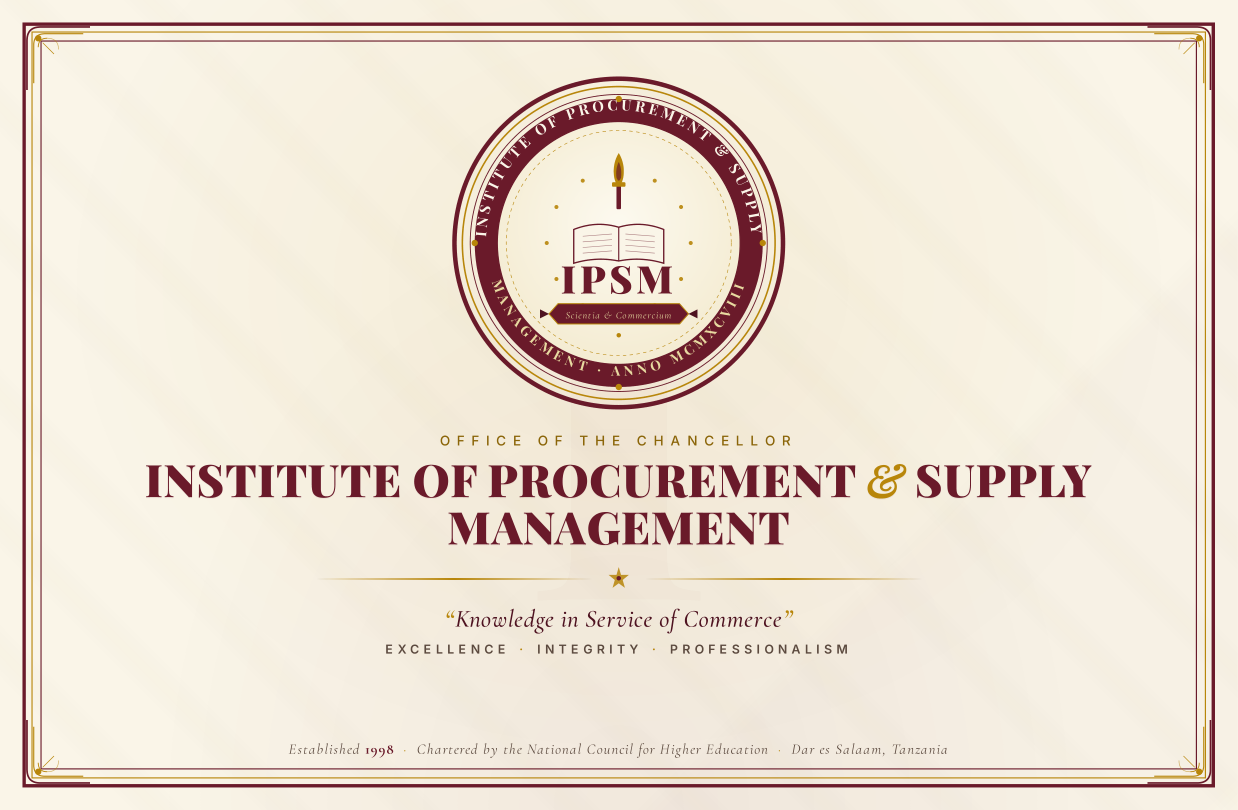 INSTITUTE OF PROCUREMENT & SUPPLY
IPSM
Scientia & Commercium
MANAGEMENT · ANNO MCMXCVIII
OFFICE OF THE CHANCELLOR
INSTITUTE OF PROCUREMENT & SUPPLY
MANAGEMENT
“Knowledge in Service of Commerce”
EXCELLENCE · INTEGRITY · PROFESSIONALISM
Established 1998 · Chartered by the National Council for Higher Education · Dar es Salaam, Tanzania